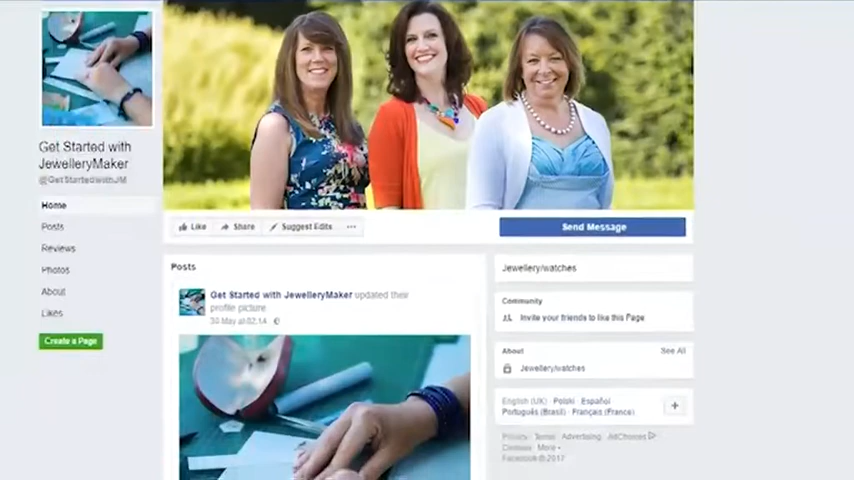 Get Started with
JewelleryMaker
@GetStartedwithJM
Home
Posts
Reviews
Photos
About
Likes
Create a Page
Like
Share
Suggest Edits
...
Send Message
Posts
Get Started with JewelleryMaker updated their
profile picture
30 May at 02:14
Jewellery/watches
Community
Invite your friends to like this Page
About
See All
Jewellery/watches
English (UK) · Polski · Español
Português (Brasil) · Français (France)
+
Privacy · Terms · Advertising · AdChoices
Cookies · More
Facebook © 2017